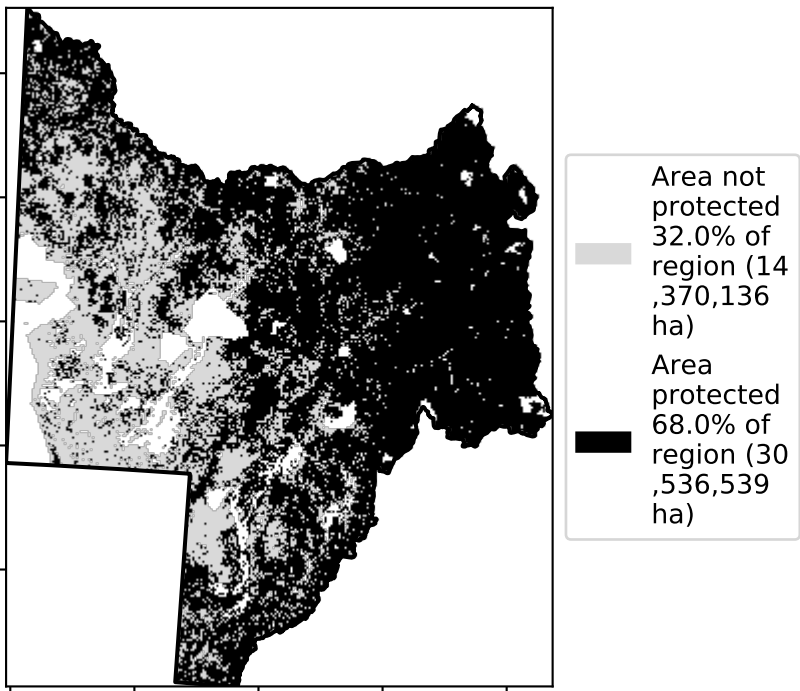 Area not
protected
32.0% of
region (14
,370,136
ha)
Area
protected
68.0% of
region (30
,536,539
ha)